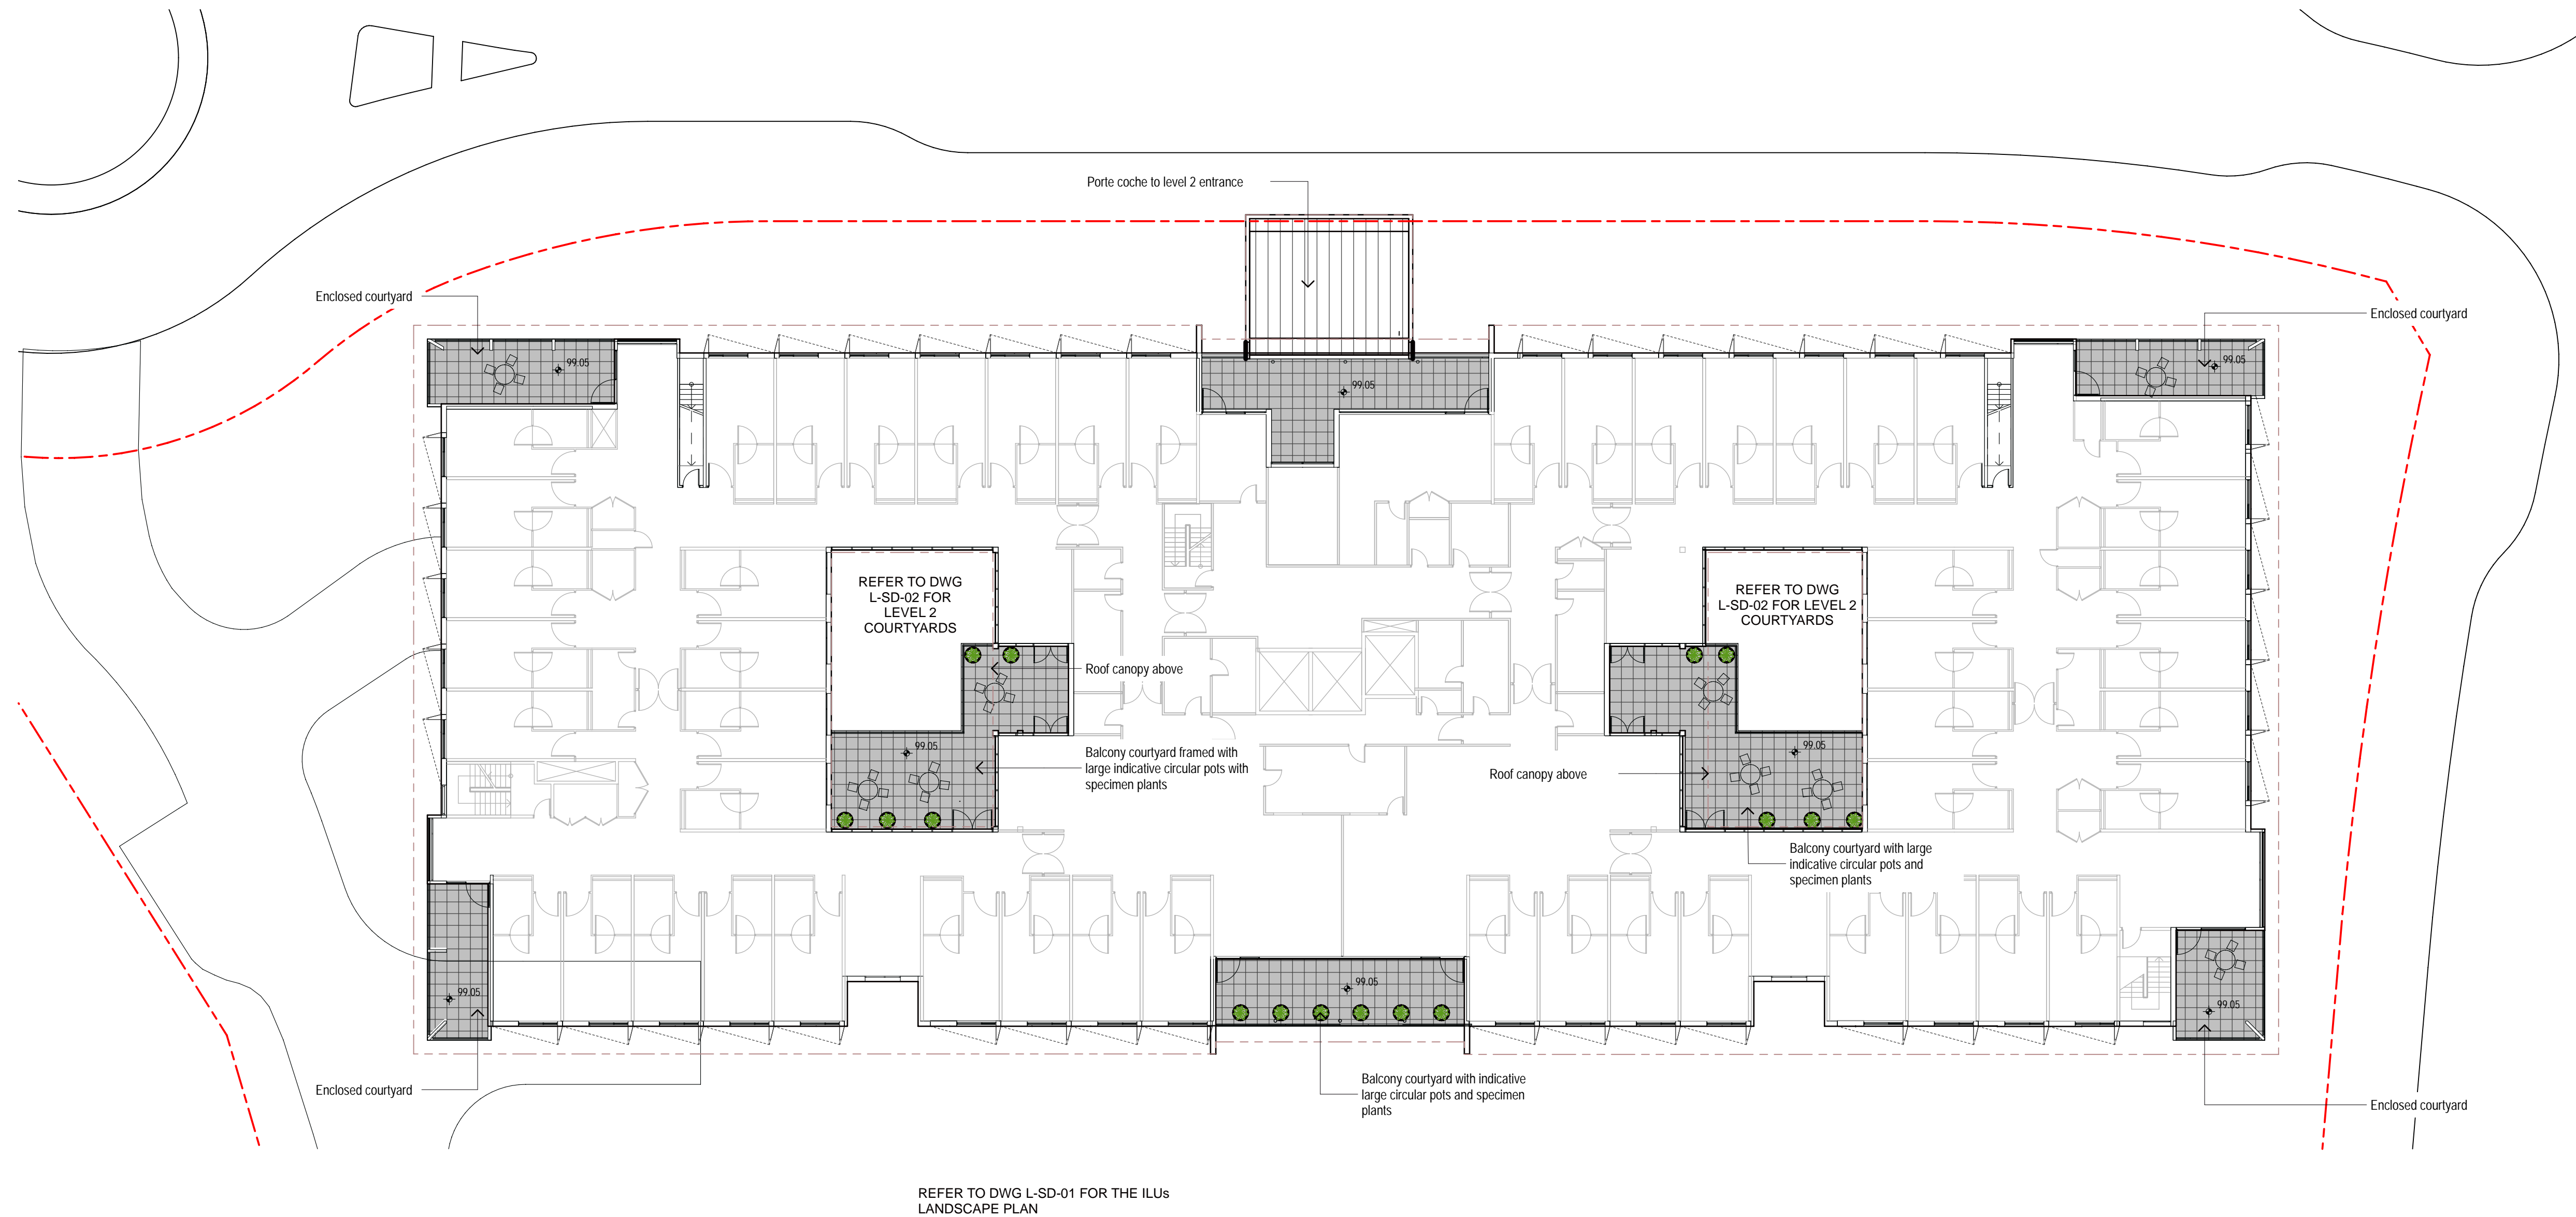 Porte coche to level 2 entrance
Enclosed courtyard
Enclosed courtyard
99.05
99.05
99.05
REFER TO DWG
L-SD-02 FOR
LEVEL 2
COURTYARDS
REFER TO DWG
L-SD-02 FOR LEVEL 2
COURTYARDS
Roof canopy above
99.05
Balcony courtyard framed with
large indicative circular pots with
specimen plants
99.05
Roof canopy above
Balcony courtyard with large
indicative circular pots and
specimen plants
99.05
99.05
99.05
Enclosed courtyard
Balcony courtyard with indicative
large circular pots and specimen
plants
Enclosed courtyard
REFER TO DWG L-SD-01 FOR THE ILUs
LANDSCAPE PLAN